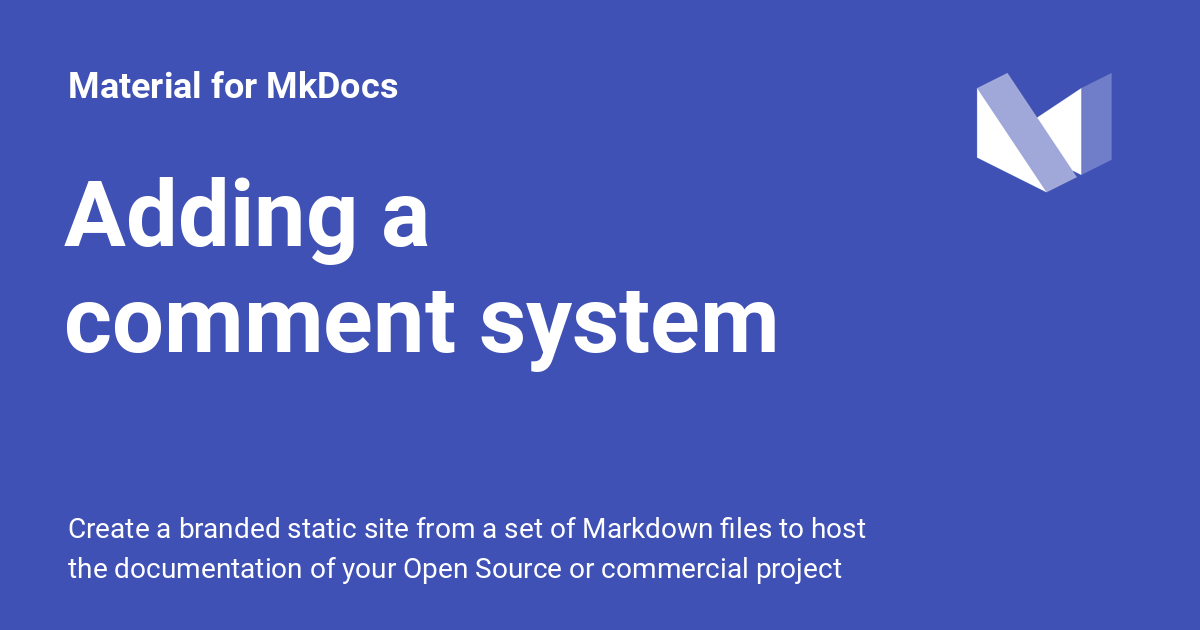 Material for MkDocs
Adding a
comment system
Create a branded static site from a set of Markdown files to host
the documentation of your Open Source or commercial project